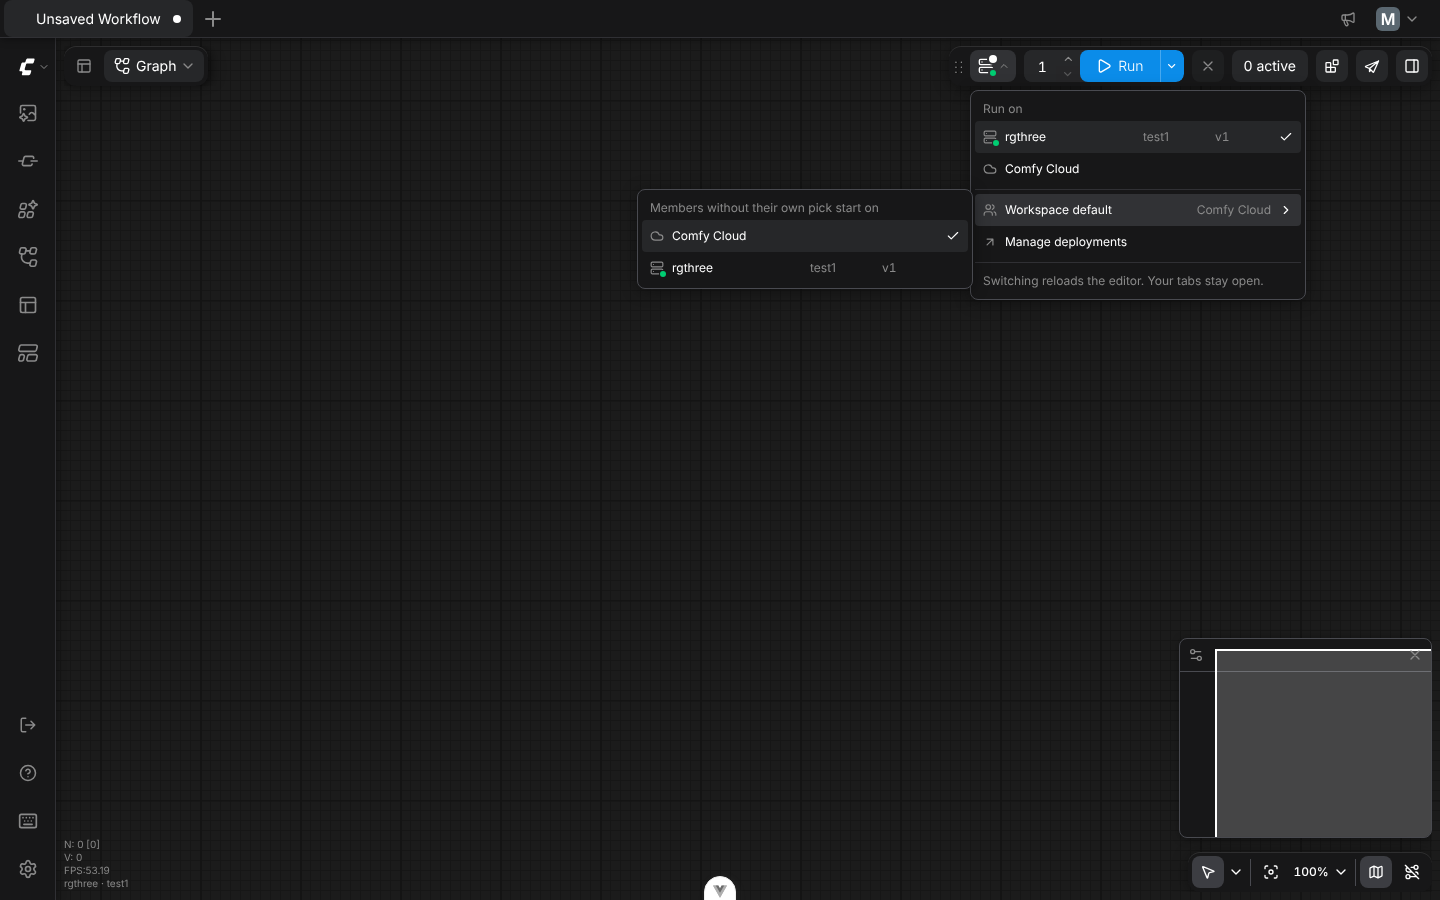 Unsaved Workflow
M
Graph
1
Run
0 active
Run on
rgthree test1 v1
Comfy Cloud
Workspace default Comfy Cloud
Manage deployments
Switching reloads the editor. Your tabs stay open.
Members without their own pick start on
Comfy Cloud
rgthree test1 v1
N: 0 [0]
V: 0
FPS:53.19
rgthree · test1
100%